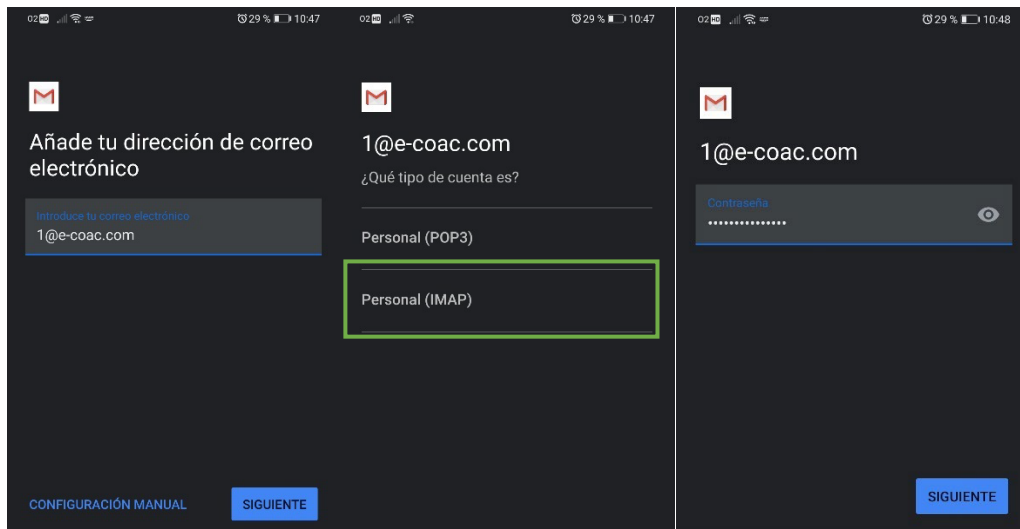 02 HD 29 % 10:47
Añade tu dirección de correo
electrónico
Introduce tu correo electrónico
1@e-coac.com
CONFIGURACIÓN MANUAL SIGUIENTE
02 HD 29 % 10:47
1@e-coac.com
¿Qué tipo de cuenta es?
Personal (POP3)
Personal (IMAP)
02 HD 29 % 10:48
1@e-coac.com
Contraseña
•••••••••••••••
SIGUIENTE